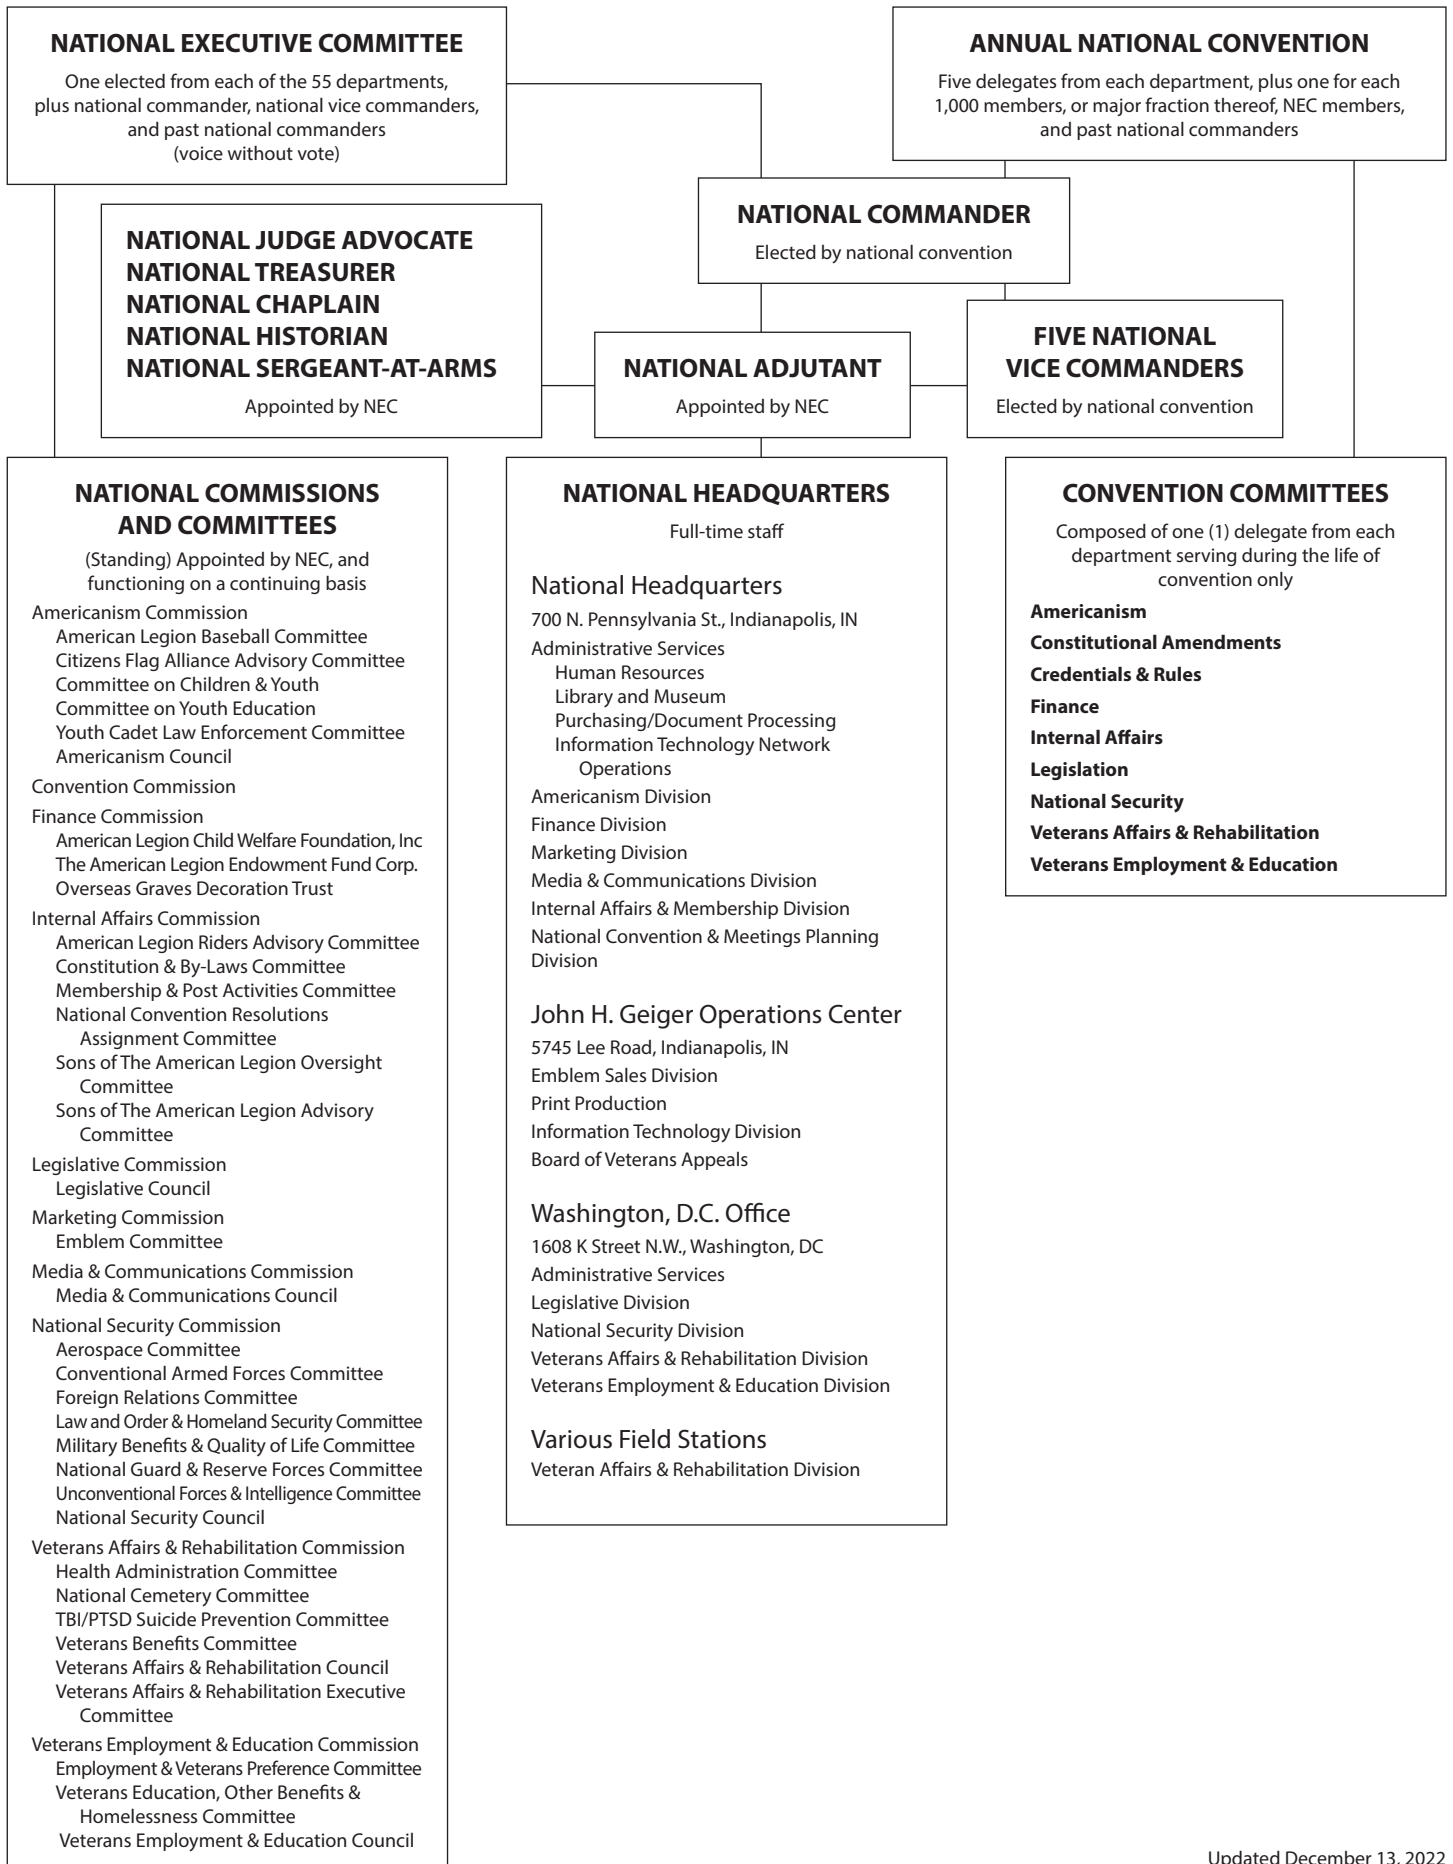 NATIONAL EXECUTIVE COMMITTEE
One elected from each of the 55 departments,
plus national commander, national vice commanders,
and past national commanders
(voice without vote)
ANNUAL NATIONAL CONVENTION
Five delegates from each department, plus one for each
1,000 members, or major fraction thereof, NEC members,
and past national commanders
NATIONAL COMMANDER
Elected by national convention
NATIONAL JUDGE ADVOCATE
NATIONAL TREASURER
NATIONAL CHAPLAIN
NATIONAL HISTORIAN
NATIONAL SERGEANT-AT-ARMS
Appointed by NEC
NATIONAL ADJUTANT
Appointed by NEC
FIVE NATIONAL
VICE COMMANDERS
Elected by national convention
NATIONAL COMMISSIONS
AND COMMITTEES
(Standing) Appointed by NEC, and
functioning on a continuing basis
Americanism Commission
American Legion Baseball Committee
Citizens Flag Alliance Advisory Committee
Committee on Children & Youth
Committee on Youth Education
Youth Cadet Law Enforcement Committee
Americanism Council
Convention Commission
Finance Commission
American Legion Child Welfare Foundation, Inc
The American Legion Endowment Fund Corp.
Overseas Graves Decoration Trust
Internal Affairs Commission
American Legion Riders Advisory Committee
Constitution & By-Laws Committee
Membership & Post Activities Committee
National Convention Resolutions
Assignment Committee
Sons of The American Legion Oversight
Committee
Sons of The American Legion Advisory
Committee
Legislative Commission
Legislative Council
Marketing Commission
Emblem Committee
Media & Communications Commission
Media & Communications Council
National Security Commission
Aerospace Committee
Conventional Armed Forces Committee
Foreign Relations Committee
Law and Order & Homeland Security Committee
Military Benefits & Quality of Life Committee
National Guard & Reserve Forces Committee
Unconventional Forces & Intelligence Committee
National Security Council
Veterans Affairs & Rehabilitation Commission
Health Administration Committee
National Cemetery Committee
TBI/PTSD Suicide Prevention Committee
Veterans Benefits Committee
Veterans Affairs & Rehabilitation Council
Veterans Affairs & Rehabilitation Executive
Committee
Veterans Employment & Education Commission
Employment & Veterans Preference Committee
Veterans Education, Other Benefits &
Homelessness Committee
Veterans Employment & Education Council
NATIONAL HEADQUARTERS
Full-time staff
National Headquarters
700 N. Pennsylvania St., Indianapolis, IN
Administrative Services
Human Resources
Library and Museum
Purchasing/Document Processing
Information Technology Network
Operations
Americanism Division
Finance Division
Marketing Division
Media & Communications Division
Internal Affairs & Membership Division
National Convention & Meetings Planning
Division
John H. Geiger Operations Center
5745 Lee Road, Indianapolis, IN
Emblem Sales Division
Print Production
Information Technology Division
Board of Veterans Appeals
Washington, D.C. Office
1608 K Street N.W., Washington, DC
Administrative Services
Legislative Division
National Security Division
Veterans Affairs & Rehabilitation Division
Veterans Employment & Education Division
Various Field Stations
Veteran Affairs & Rehabilitation Division
CONVENTION COMMITTEES
Composed of one (1) delegate from each
department serving during the life of
convention only
Americanism
Constitutional Amendments
Credentials & Rules
Finance
Internal Affairs
Legislation
National Security
Veterans Affairs & Rehabilitation
Veterans Employment & Education
Updated December 13, 2022